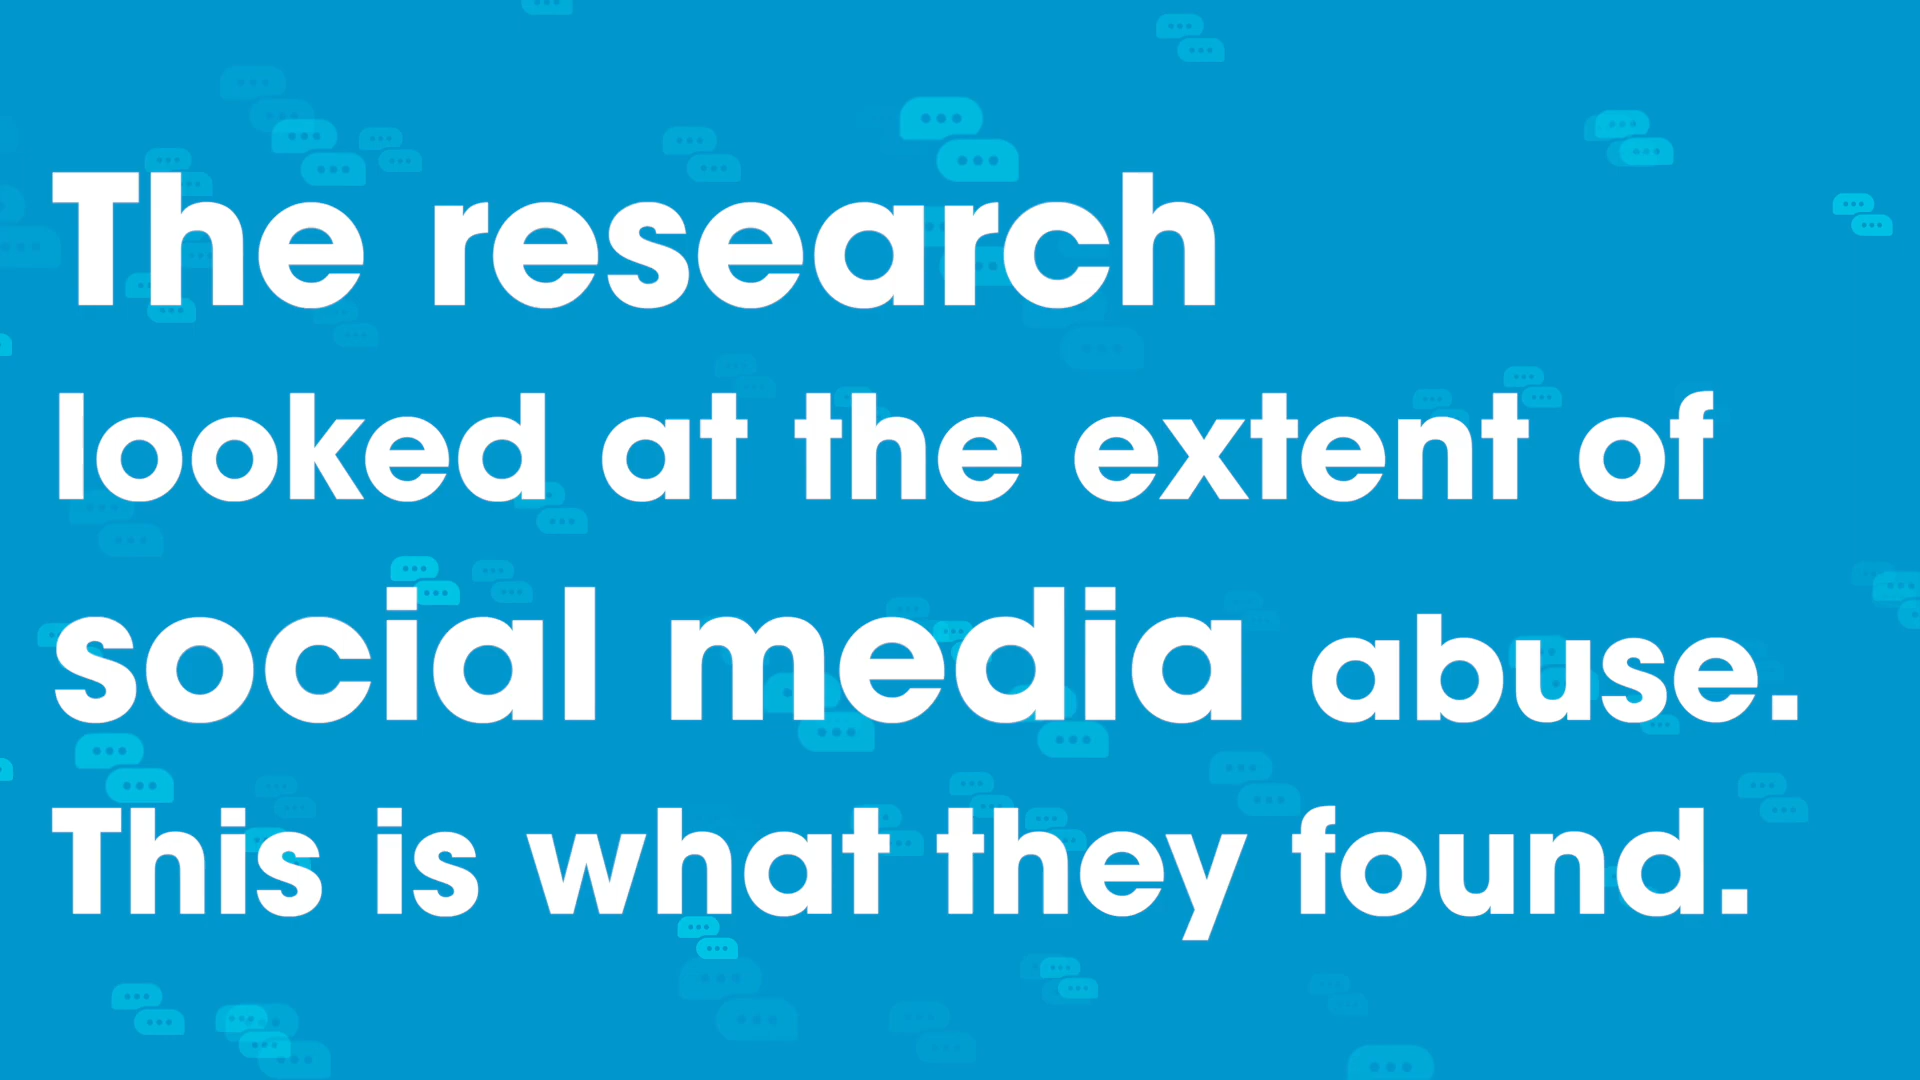 The research
looked at the extent of
social media abuse.
This is what they found.